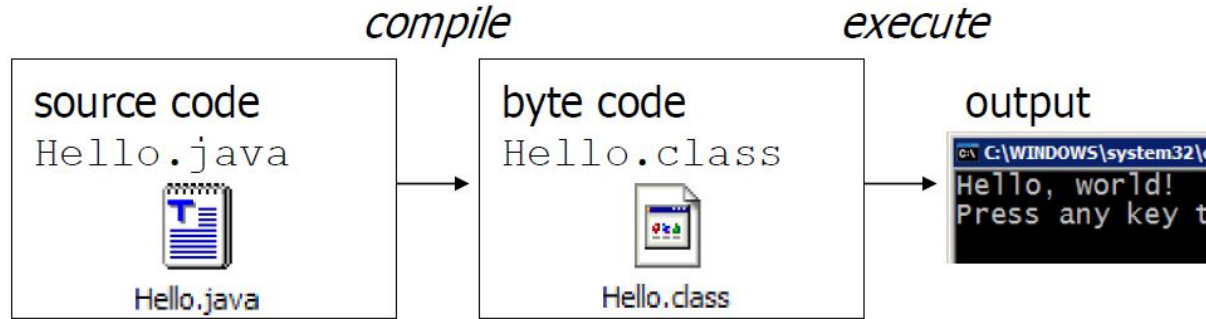 compile
execute
source code
Hello.java
Hello.java
byte code
Hello.class
Hello.class
output
C:\WINDOWS\system32\
Hello, world!
Press any key t